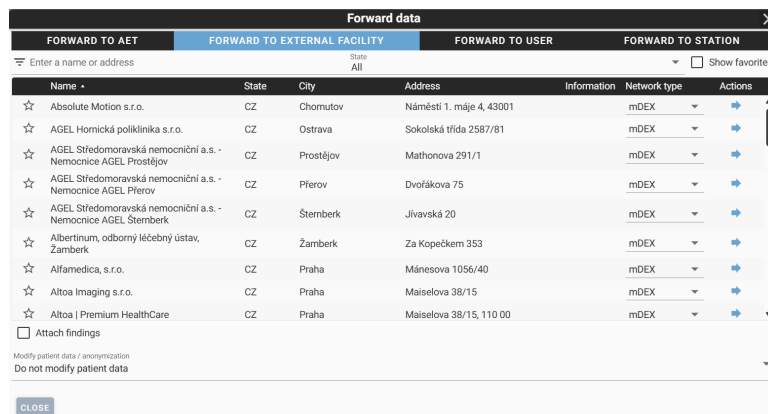 Forward data
FORWARD TO AET FORWARD TO EXTERNAL FACILITY FORWARD TO USER FORWARD TO STATION
Enter a name or address State All Show favorite
Name State City Address Information Network type Actions
Absolute Motion s.r.o. CZ Chomutov Náměstí 1. máje 4, 43001 mDEX
AGEL Hornická poliklinika s.r.o. CZ Ostrava Sokolská třída 2587/81 mDEX
AGEL Středomoravská nemocniční a.s. -
Nemocnice AGEL Prostějov CZ Prostějov Mathonova 291/1 mDEX
AGEL Středomoravská nemocniční a.s. -
Nemocnice AGEL Přerov CZ Přerov Dvořákova 75 mDEX
AGEL Středomoravská nemocniční a.s. -
Nemocnice AGEL Šternberk CZ Šternberk Jívavská 20 mDEX
Albertinum, odborný léčebný ústav,
Žamberk CZ Žamberk Za Kopečkem 353 mDEX
Alfamedica, s.r.o. CZ Praha Mánesova 1056/40 mDEX
Altoa Imaging s.r.o. CZ Praha Maiselova 38/15 mDEX
Altoa | Premium HealthCare CZ Praha Maiselova 38/15, 110 00 mDEX
Attach findings
Modify patient data / anonymization
Do not modify patient data
CLOSE